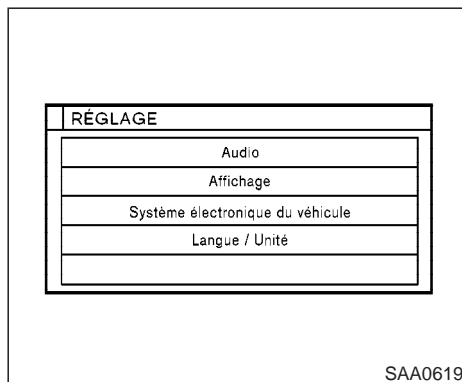 RÉGLAGE
Audio
Affichage
Système électronique du véhicule
Langue / Unité
SAA0619